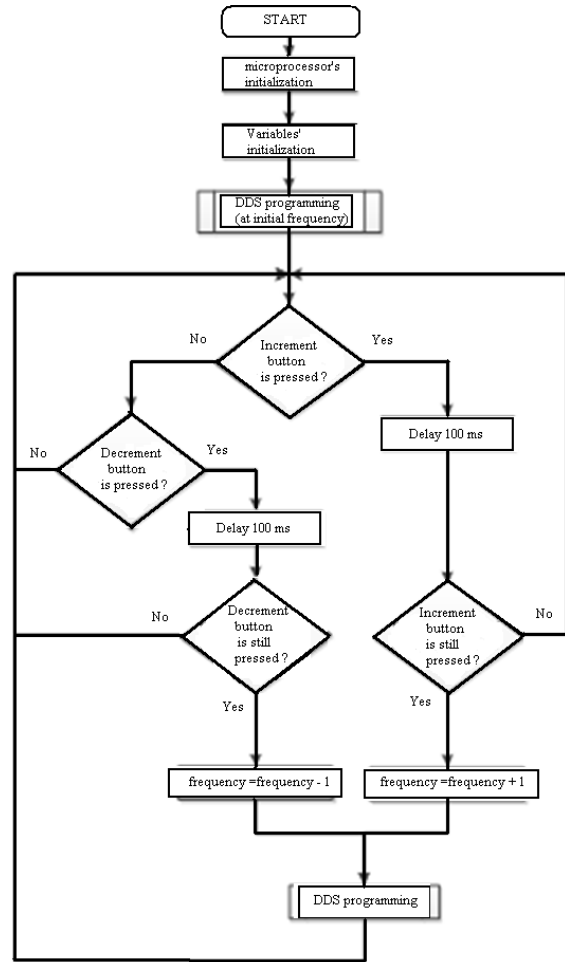 START
microprocessor's
initialization
Variables'
initialization
DDS programming
(at initial frequency)
No
Yes
Increment
button
is pressed ?
No
Decrement
button
is pressed ?
Yes
Delay 100 ms
Delay 100 ms
No
Decrement
button
is still
pressed ?
Increment
button
is still
pressed ?
No
Yes
Yes
frequency =frequency - 1
frequency =frequency + 1
DDS programming